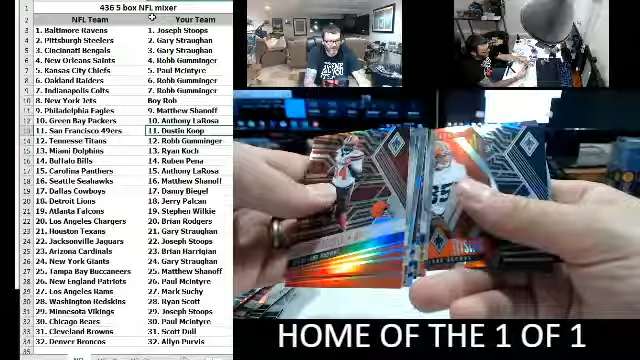 436 5 box NFL mixer
NFL Team Your Team
1. Baltimore Ravens 1. Joseph Stoops
2. Pittsburgh Steelers 2. Gary Straughan
3. Cincinnati Bengals 3. Gary Straughan
4. New Orleans Saints 4. Robb Gumminger
5. Kansas City Chiefs 5. Paul McIntyre
6. Oakland Raiders 6. Robb Gumminger
7. Indianapolis Colts 7. Robb Gumminger
8. New York Jets Boy Rob
9. Philadelphia Eagles 9. Matthew Shanoff
10. Green Bay Packers 10. Anthony LaRosa
11. San Francisco 49ers 11. Dustin Koop
12. Tennesse Titans 12. Robb Gumminger
13. Miami Dolphins 13. Ryan Koch
14. Buffalo Bills 14. Ruben Pena
15. Carolina Panthers 15. Anthony LaRosa
16. Seattle Seahawks 16. Matthew Shanoff
17. Dallas Cowboys 17. Danny Biegel
18. Detroit Lions 18. Jerry Palcan
19. Atlanta Falcons 19. Stephen Wilkie
20. Los Angeles Chargers 20. Brian Rodgers
21. Houston Texans 21. Gary Straughan
22. Jacksonville Jaguars 22. Joseph Stoops
23. Arizona Cardinals 23. Brian Harrigian
24. New York Giants 24. Gary Straughan
25. Tampa Bay Buccaneers 25. Matthew Shanoff
26. New England Patriots 26. Paul McIntyre
27. Los Angeles Rams 27. Mark Suchy
28. Washington Redskins 28. Ryan Scott
29. Minnesota Vikings 29. Joseph Stoops
30. Chicago Bears 30. Paul McIntyre
31. Cleveland Browns 31. Scott Dull
32. Denver Broncos 32. Allyn Purvis
HOME OF THE 1 OF 1